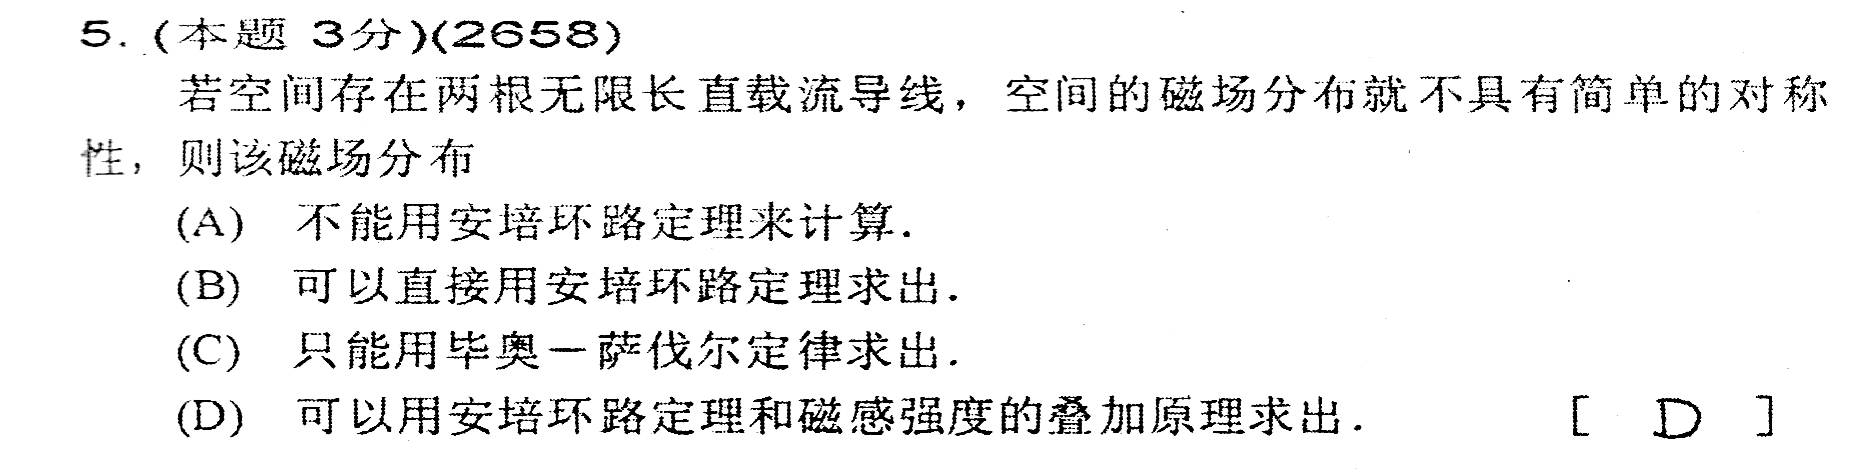 5. (本题 3分)(2658)
若空间存在两根无限长直载流导线，空间的磁场分布就不具有简单的对称
性，则该磁场分布
(A) 不能用安培环路定理来计算.
(B) 可以直接用安培环路定理求出.
(C) 只能用毕奥－萨伐尔定律求出.
(D) 可以用安培环路定理和磁感强度的叠加原理求出. [ D ]